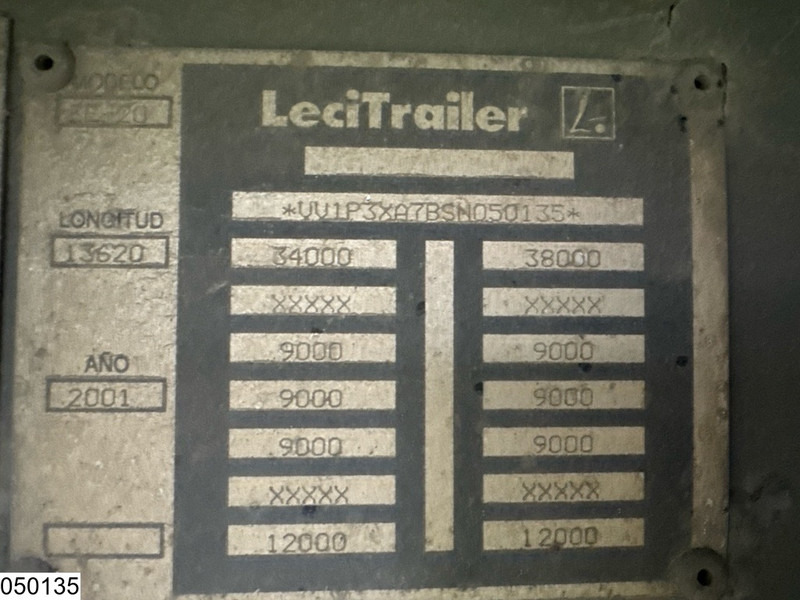 MODELO
LeciTrailer L.
*VV1P3XA7BSN050135*
LONGITUD
13620
34000 38000
XXXXX XXXXX
9000 9000
AÑO
2001
9000 9000
9000 9000
XXXXX XXXXX
12000 12000
050135